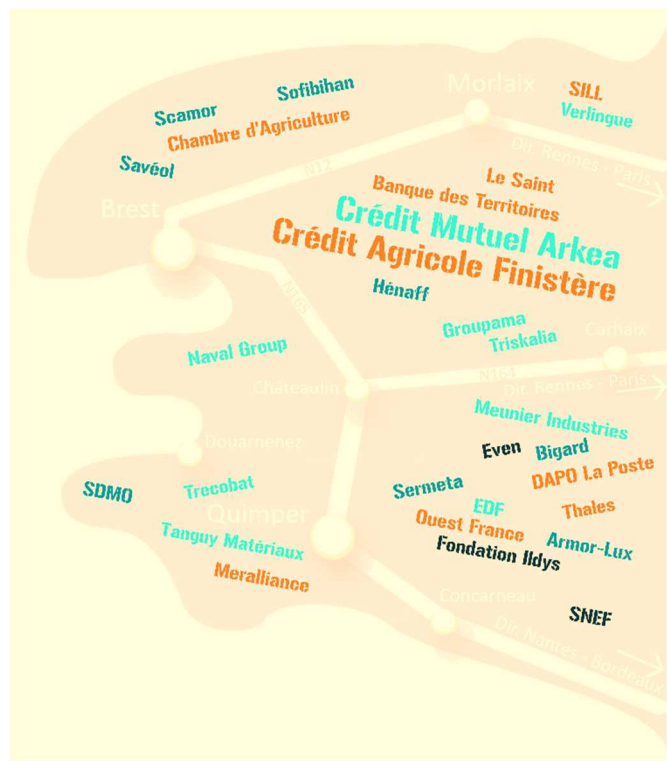 Sofibihan
Morlaix
SILL
Scamor
Verlingue
Chambre d'Agriculture
Dir. Rennes - Paris
Savéol
N12
Le Saint
Banque des Territoires
Brest
Crédit Mutuel Arkea
Crédit Agricole Finistère
Hénaff
N165
Groupama
Carhaix
Triskalia
Naval Group
N164
Dir. Rennes - Paris
Châteaulin
Meunier Industries
Douarnenez
Even
Bigard
DAPO La Poste
SDMO
Trecobat
Sermeta
EDF
Thales
Quimper
Ouest France
Tanguy Matériaux
Armor-Lux
Fondation Ildys
Meralliance
Concarneau
SNEF
Dir. Nantes - Bordeaux